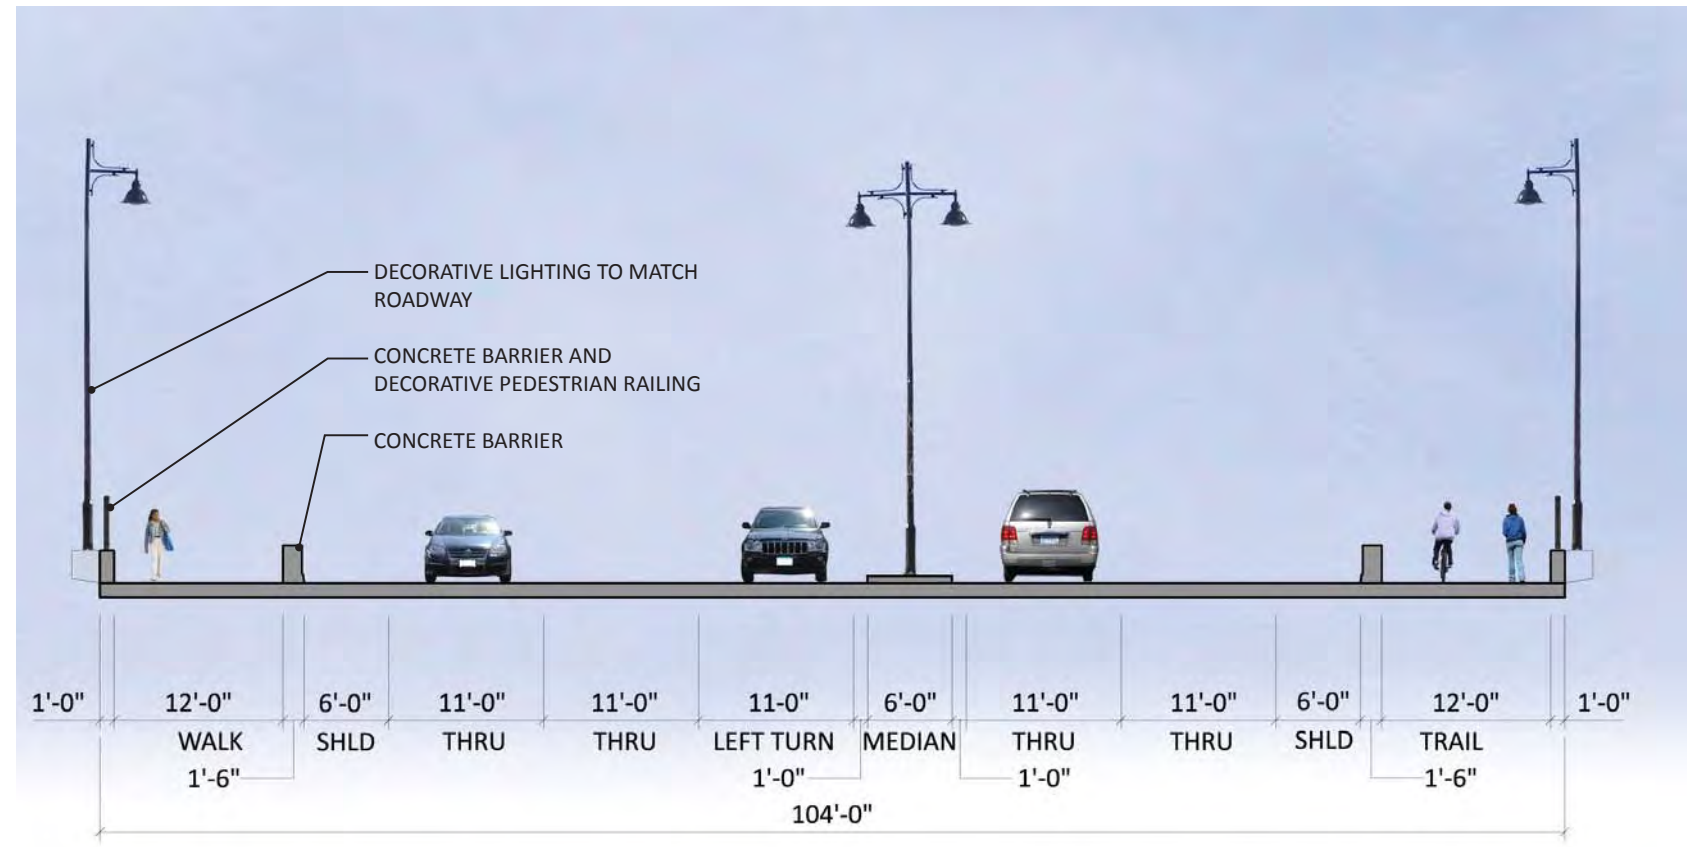 DECORATIVE LIGHTING TO MATCH
ROADWAY
CONCRETE BARRIER AND
DECORATIVE PEDESTRIAN RAILING
CONCRETE BARRIER
1'-0" 12'-0" 6'-0" 11'-0" 11'-0" 11'-0" 6'-0" 11'-0" 11'-0" 6'-0" 12'-0" 1'-0"
WALK SHLD THRU THRU LEFT TURN MEDIAN THRU THRU SHLD TRAIL
1'-6" 1'-0" 1'-0" 1'-6"
104'-0"